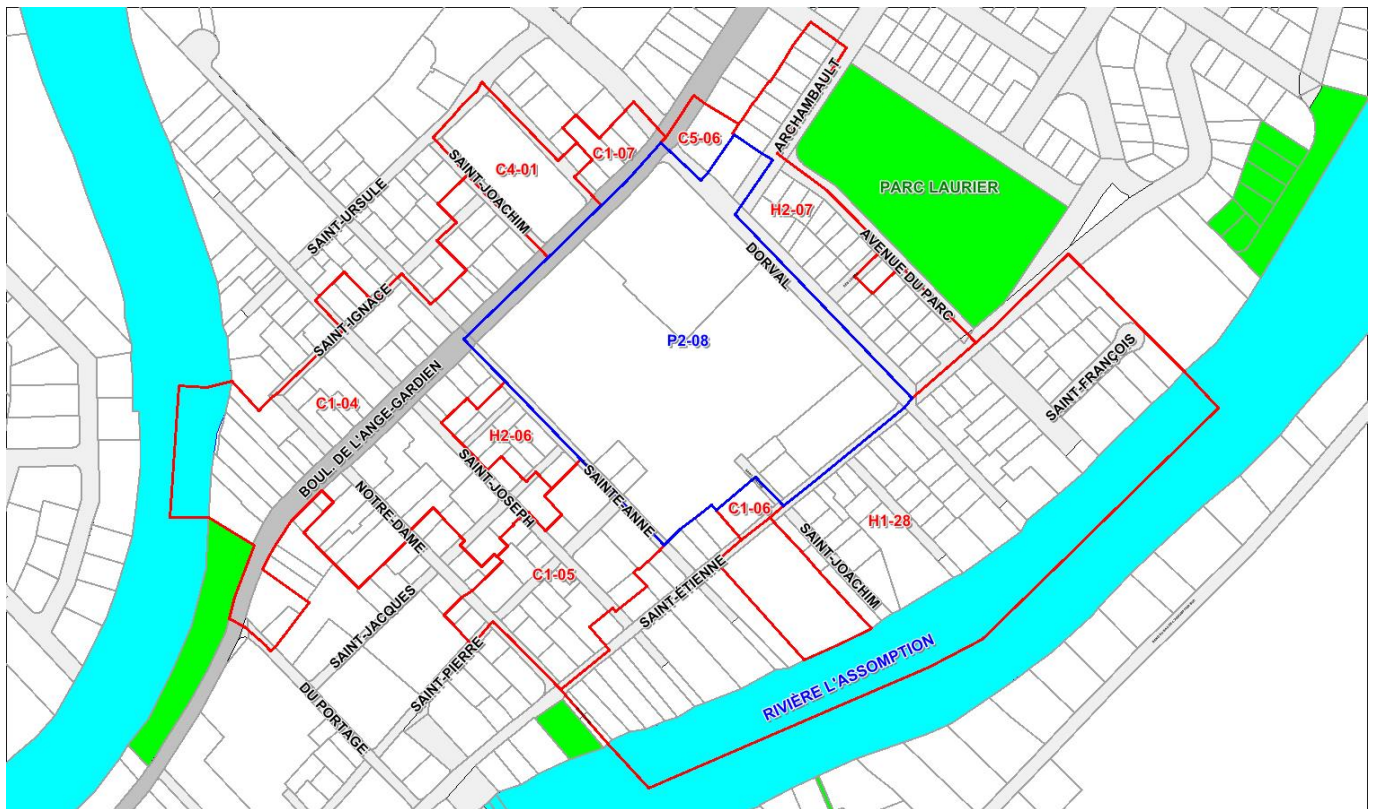 ARCHAMBAULT
C5-06
C1-07
C4-01
SAINT-JOACHIM
SAINT-URSULE
PARC LAURIER
H2-07
AVENUE DU PARC
DORVAL
SAINT-IGNACE
P2-08
SAINT-FRANÇOIS
C1-04
BOUL. DE L'ANGE-GARDIEN
H2-06
SAINT-JOSEPH
SAINTE-ANNE
NOTRE-DAME
C1-06
H1-28
SAINT-JOACHIM
C1-05
SAINT-ÉTIENNE
SAINT-JACQUES
SAINT-PIERRE
DU PORTAGE
RIVIÈRE L'ASSOMPTION